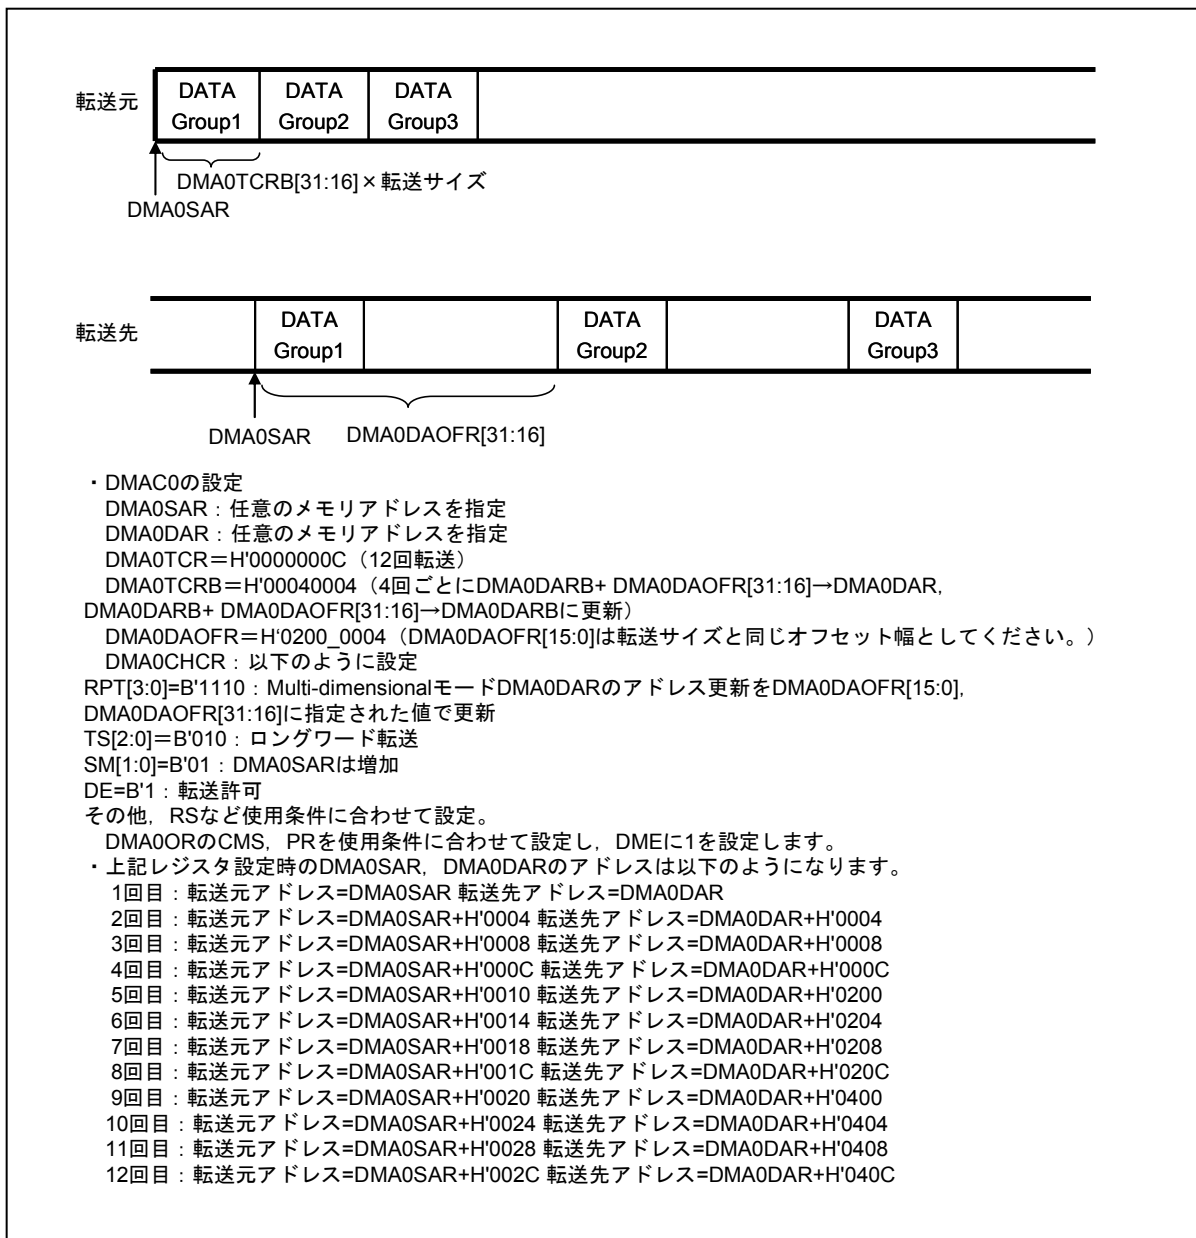 転送元
DATA DATA DATA
Group1 Group2 Group3
DMA0TCRB[31:16]×転送サイズ
DMA0SAR
転送先
DATA DATA DATA
Group1 Group2 Group3
DMA0SAR DMA0DAOFR[31:16]
・DMAC0の設定
DMA0SAR：任意のメモリアドレスを指定
DMA0DAR：任意のメモリアドレスを指定
DMA0TCR＝H'0000000C（12回転送）
DMA0TCRB＝H'00040004（4回ごとにDMA0DARB+ DMA0DAOFR[31:16]→DMA0DAR，
DMA0DARB+ DMA0DAOFR[31:16]→DMA0DARBに更新）
DMA0DAOFR＝H‘0200_0004（DMA0DAOFR[15:0]は転送サイズと同じオフセット幅としてください。）
DMA0CHCR：以下のように設定
RPT[3:0]=B'1110：Multi-dimensionalモードDMA0DARのアドレス更新をDMA0DAOFR[15:0]，
DMA0DAOFR[31:16]に指定された値で更新
TS[2:0]＝B'010：ロングワード転送
SM[1:0]=B'01：DMA0SARは増加
DE=B'1：転送許可
その他，RSなど使用条件に合わせて設定。
DMA0ORのCMS，PRを使用条件に合わせて設定し，DMEに1を設定します。
・上記レジスタ設定時のDMA0SAR，DMA0DARのアドレスは以下のようになります。
1回目：転送元アドレス=DMA0SAR 転送先アドレス=DMA0DAR
2回目：転送元アドレス=DMA0SAR+H'0004 転送先アドレス=DMA0DAR+H'0004
3回目：転送元アドレス=DMA0SAR+H'0008 転送先アドレス=DMA0DAR+H'0008
4回目：転送元アドレス=DMA0SAR+H'000C 転送先アドレス=DMA0DAR+H'000C
5回目：転送元アドレス=DMA0SAR+H'0010 転送先アドレス=DMA0DAR+H'0200
6回目：転送元アドレス=DMA0SAR+H'0014 転送先アドレス=DMA0DAR+H'0204
7回目：転送元アドレス=DMA0SAR+H'0018 転送先アドレス=DMA0DAR+H'0208
8回目：転送元アドレス=DMA0SAR+H'001C 転送先アドレス=DMA0DAR+H'020C
9回目：転送元アドレス=DMA0SAR+H'0020 転送先アドレス=DMA0DAR+H'0400
10回目：転送元アドレス=DMA0SAR+H'0024 転送先アドレス=DMA0DAR+H'0404
11回目：転送元アドレス=DMA0SAR+H'0028 転送先アドレス=DMA0DAR+H'0408
12回目：転送元アドレス=DMA0SAR+H'002C 転送先アドレス=DMA0DAR+H'040C